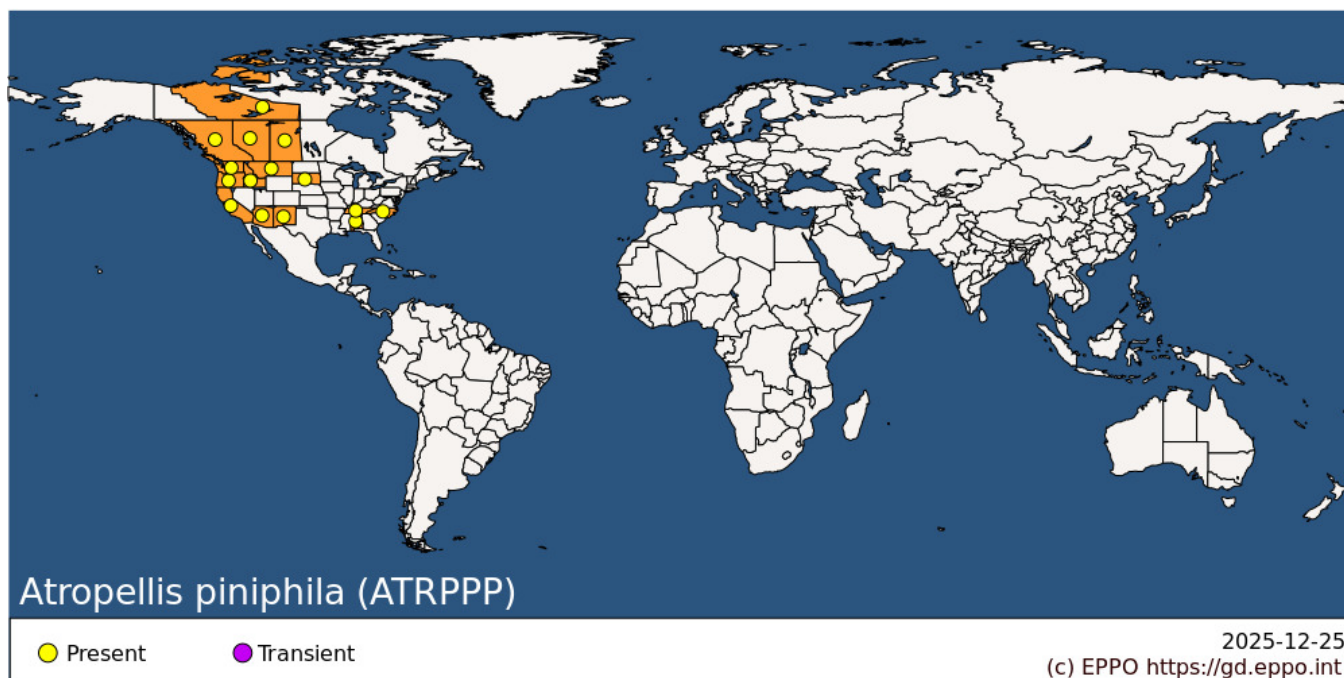 Atropellis piniphila (ATRPPP)
Present
Transient
2025-12-25
(c) EPPO https://gd.eppo.int